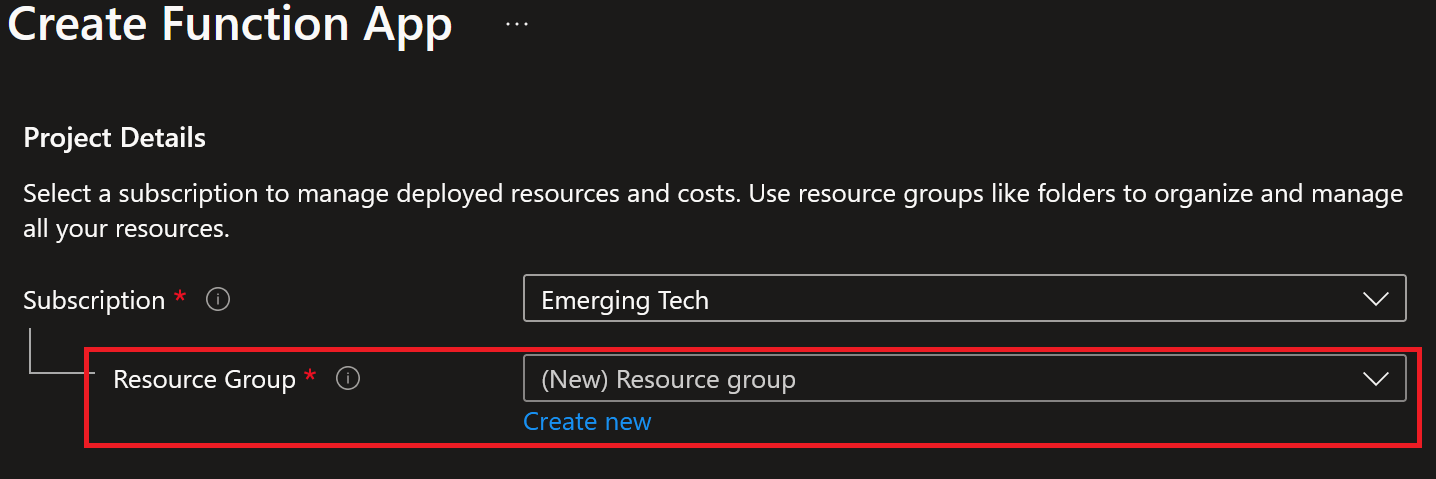 Create Function App ...
Project Details
Select a subscription to manage deployed resources and costs. Use resource groups like folders to organize and manage
all your resources.
Subscription * Emerging Tech
Resource Group * (New) Resource group
Create new